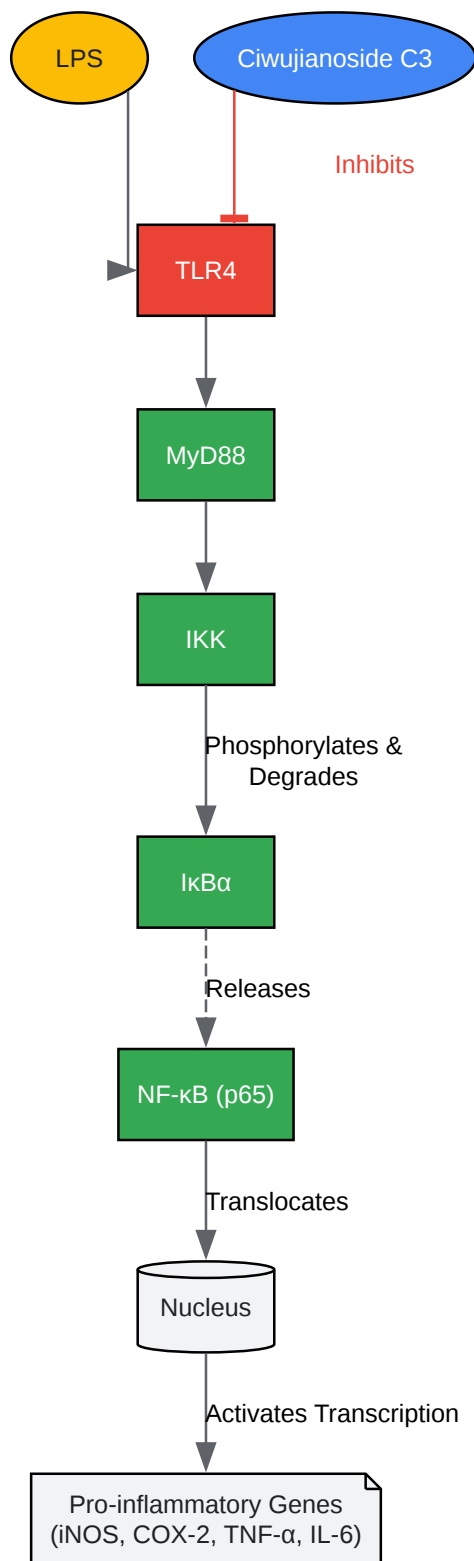 LPS
Ciwujianoside C3
Inhibits
TLR4
MyD88
IKK
Phosphorylates &
Degrades
IκBα
Releases
NF-κB (p65)
Translocates
Nucleus
Activates Transcription
Pro-inflammatory Genes
(iNOS, COX-2, TNF-α, IL-6)